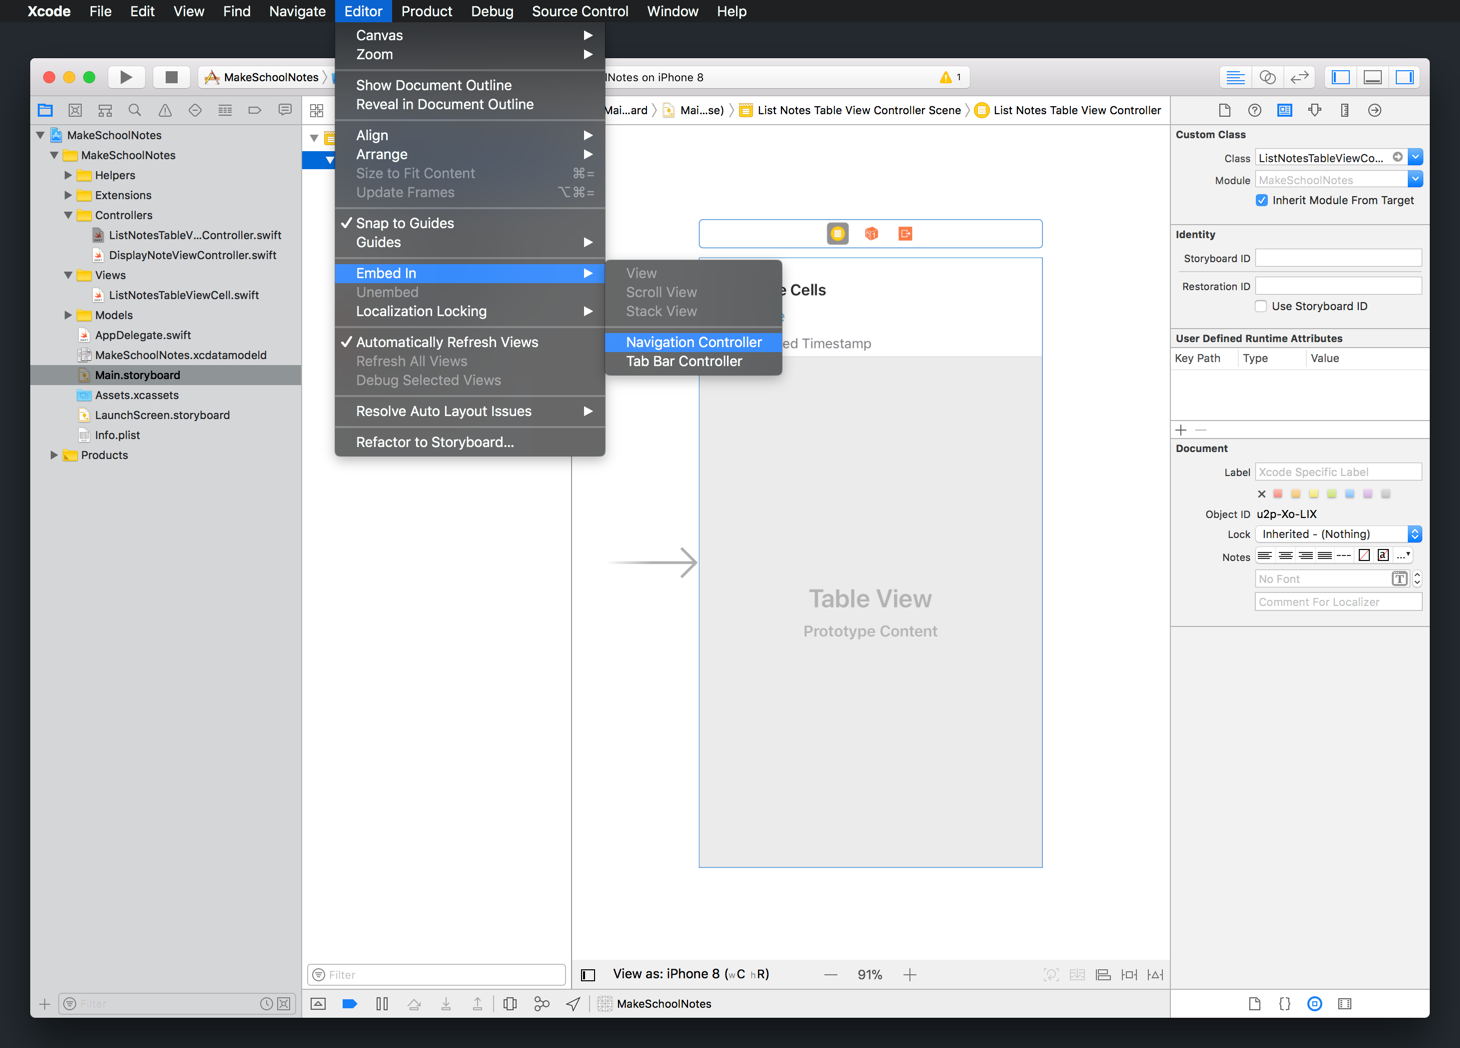 Xcode File Edit View Find Navigate Editor Product Debug Source Control Window Help
MakeSchoolNotes
Notes on iPhone 8
1
Mai...ard
Mai...se)
List Notes Table View Controller Scene
List Notes Table View Controller
MakeSchoolNotes
MakeSchoolNotes
Helpers
Extensions
Controllers
ListNotesTableV...Controller.swift
DisplayNoteViewController.swift
Views
ListNotesTableViewCell.swift
Models
AppDelegate.swift
MakeSchoolNotes.xcdatamodeld
Main.storyboard
Assets.xcassets
LaunchScreen.storyboard
Info.plist
Products
Filter
Canvas
Zoom
Show Document Outline
Reveal in Document Outline
Align
Arrange
Size to Fit Content ⌘=
Update Frames ⌥⌘=
✓ Snap to Guides
Guides
Embed In
Unembed
Localization Locking
✓ Automatically Refresh Views
Refresh All Views
Debug Selected Views
Resolve Auto Layout Issues
Refactor to Storyboard...
View
Scroll View
Stack View
Navigation Controller
Tab Bar Controller
Filter
e Cells
ed Timestamp
Table View
Prototype Content
View as: iPhone 8 (wC hR)
— 91% +
MakeSchoolNotes
Custom Class
Class ListNotesTableViewCo...
Module MakeSchoolNotes
Inherit Module From Target
Identity
Storyboard ID
Restoration ID
Use Storyboard ID
User Defined Runtime Attributes
Key Path Type Value
Document
Label Xcode Specific Label
Object ID u2p-Xo-LIX
Lock Inherited - (Nothing)
Notes
No Font
Comment For Localizer